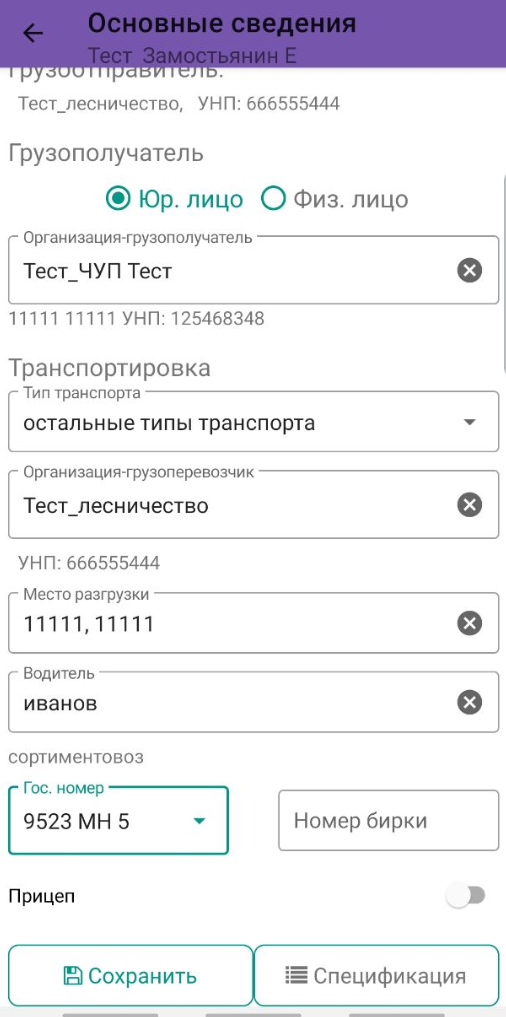 Основные сведения
Тест Замостьянин Е
Грузоотправитель:
Тест_лесничество, УНП: 666555444
Грузополучатель
Юр. лицо Физ. лицо
Организация-грузополучатель
Тест_ЧУП Тест
11111 11111 УНП: 125468348
Транспортировка
Тип транспорта
остальные типы транспорта
Организация-грузоперевозчик
Тест_лесничество
УНП: 666555444
Место разгрузки
11111, 11111
Водитель
иванов
сортиментовоз
Гос. номер
9523 МН 5 Номер бирки
Прицеп
Сохранить Спецификация